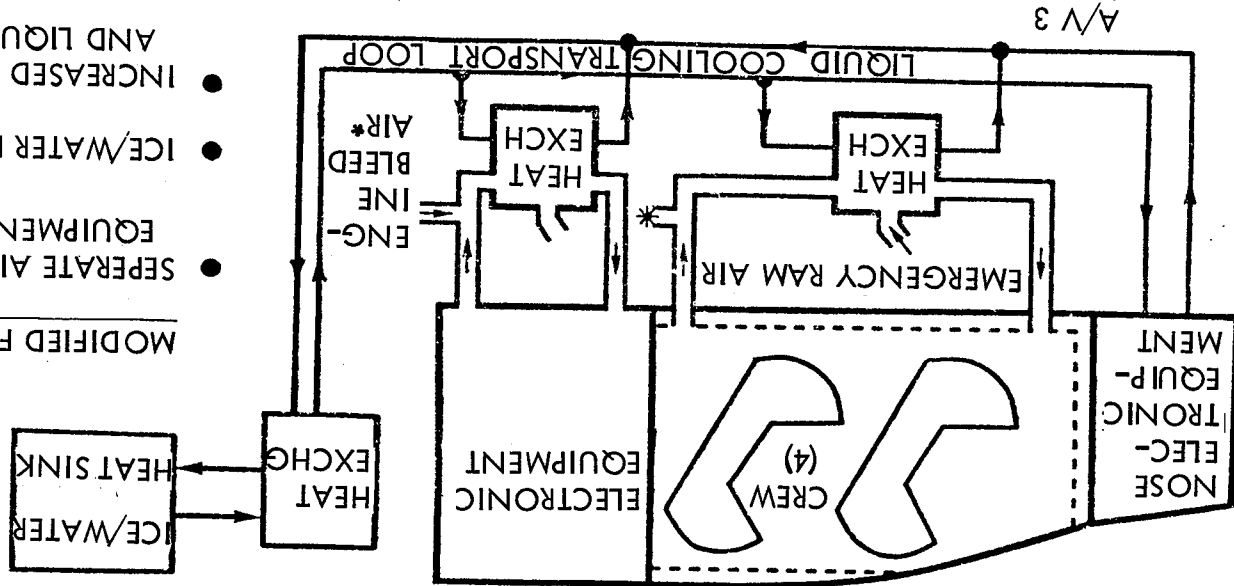 NOSE
ELEC-
TRONIC
EQUIP-
MENT
CREW
(4)
ELECTRONIC
EQUIPMENT
HEAT
EXCHG
ICE/WATER
HEAT SINK
EMERGENCY RAM AIR
HEAT
EXCH
ENG-
INE
BLEED
AIR*
HEAT
EXCH
LIQUID COOLING TRANSPORT LOOP
A/V 3
MODIFIED
● SEPERATE AI
EQUIPMEN
● ICE/WATER
● INCREASED
AND LIQU